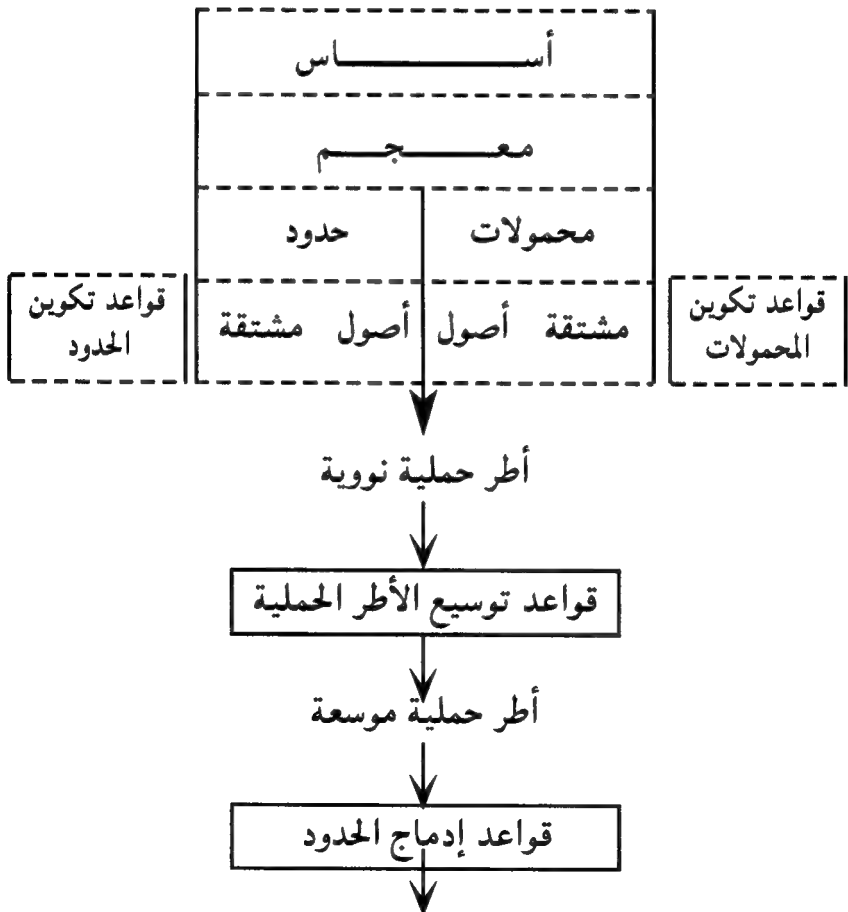 أســـاس
معـــجـــم
محمولات حدود
قواعد تكوين المحمولات
مشتقة أصول أصول مشتقة
قواعد تكوين الحدود
أطر حملية نووية
قواعد توسيع الأطر الحملية
أطر حملية موسعة
قواعد إدماج الحدود